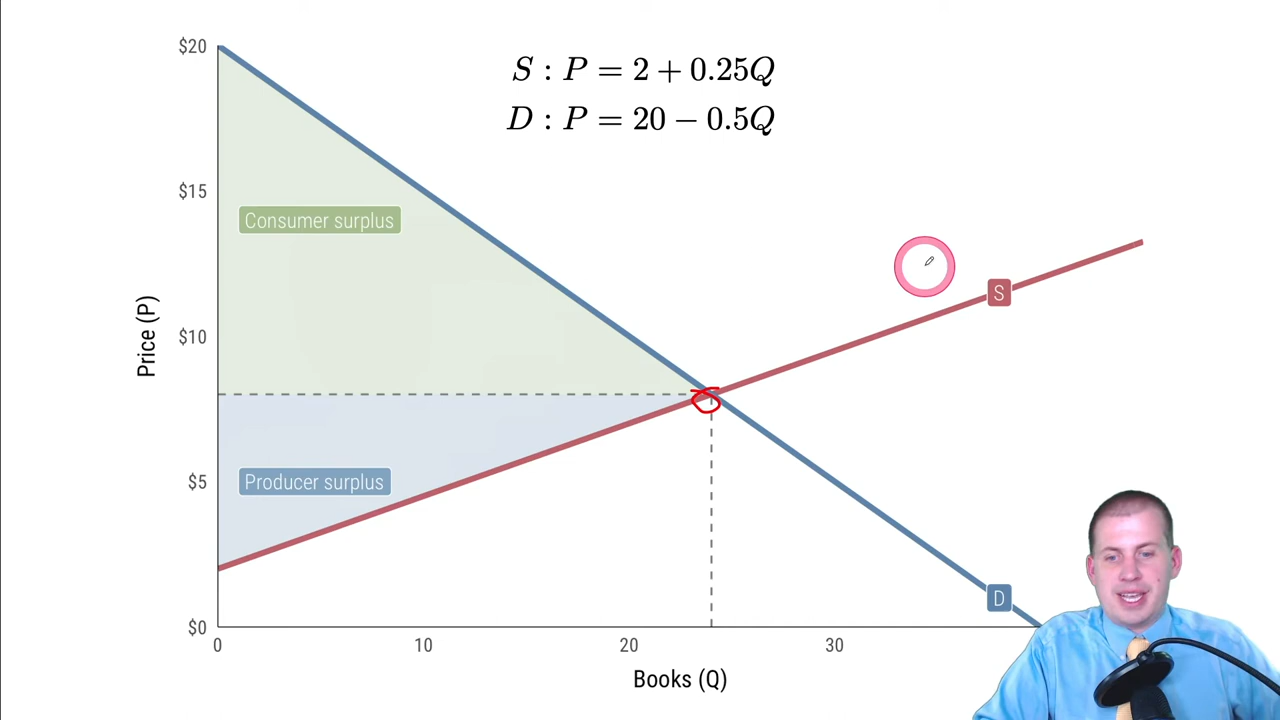 $20
S : P = 2 + 0.25Q
D : P = 20 − 0.5Q
$15
Consumer surplus
S
Price (P)
$10
$5
Producer surplus
D
$0
0 10 20 30
Books (Q)